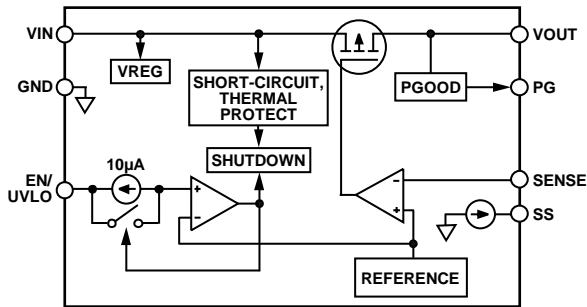 VIN
VOUT
VREG
GND
SHORT-CIRCUIT,
THERMAL
PROTECT
PGOOD
PG
SHUTDOWN
10µA
EN/
UVLO
+
−
−
+
SENSE
SS
REFERENCE